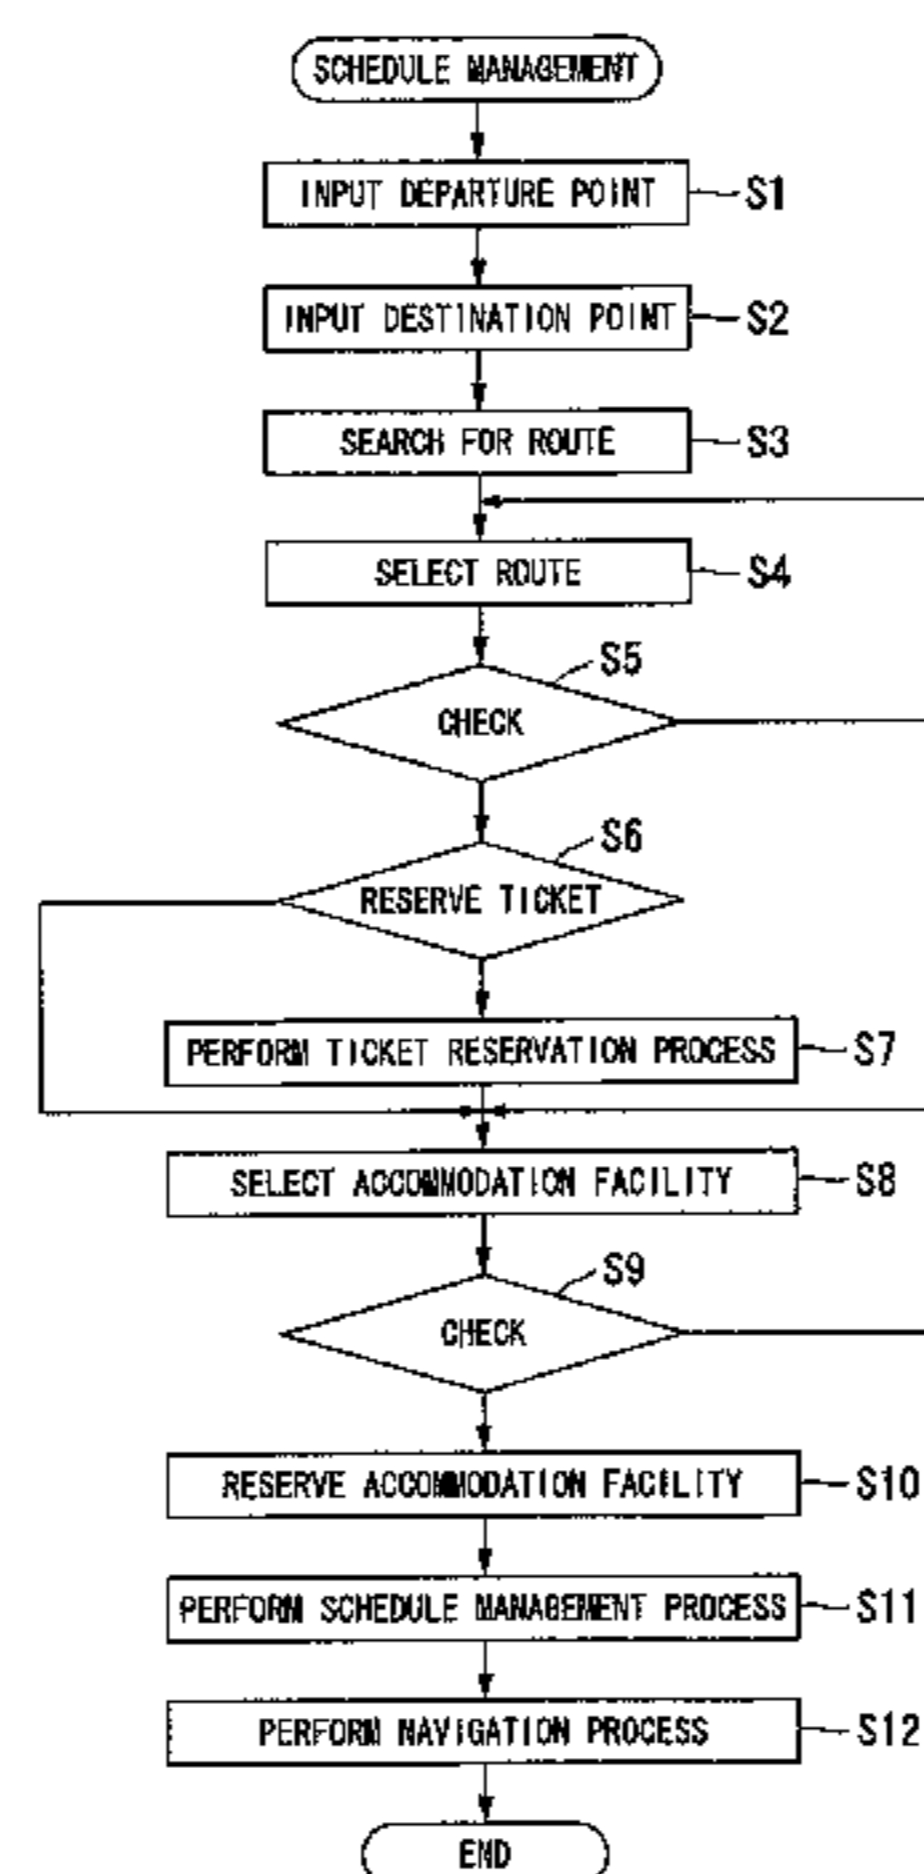 SCHEDULE MANAGEMENT
INPUT DEPARTURE POINT S1
INPUT DESTINATION POINT S2
SEARCH FOR ROUTE S3
SELECT ROUTE S4
S5
CHECK
S6
RESERVE TICKET
PERFORM TICKET RESERVATION PROCESS S7
SELECT ACCOMMODATION FACILITY S8
S9
CHECK
RESERVE ACCOMMODATION FACILITY S10
PERFORM SCHEDULE MANAGEMENT PROCESS S11
PERFORM NAVIGATION PROCESS S12
END